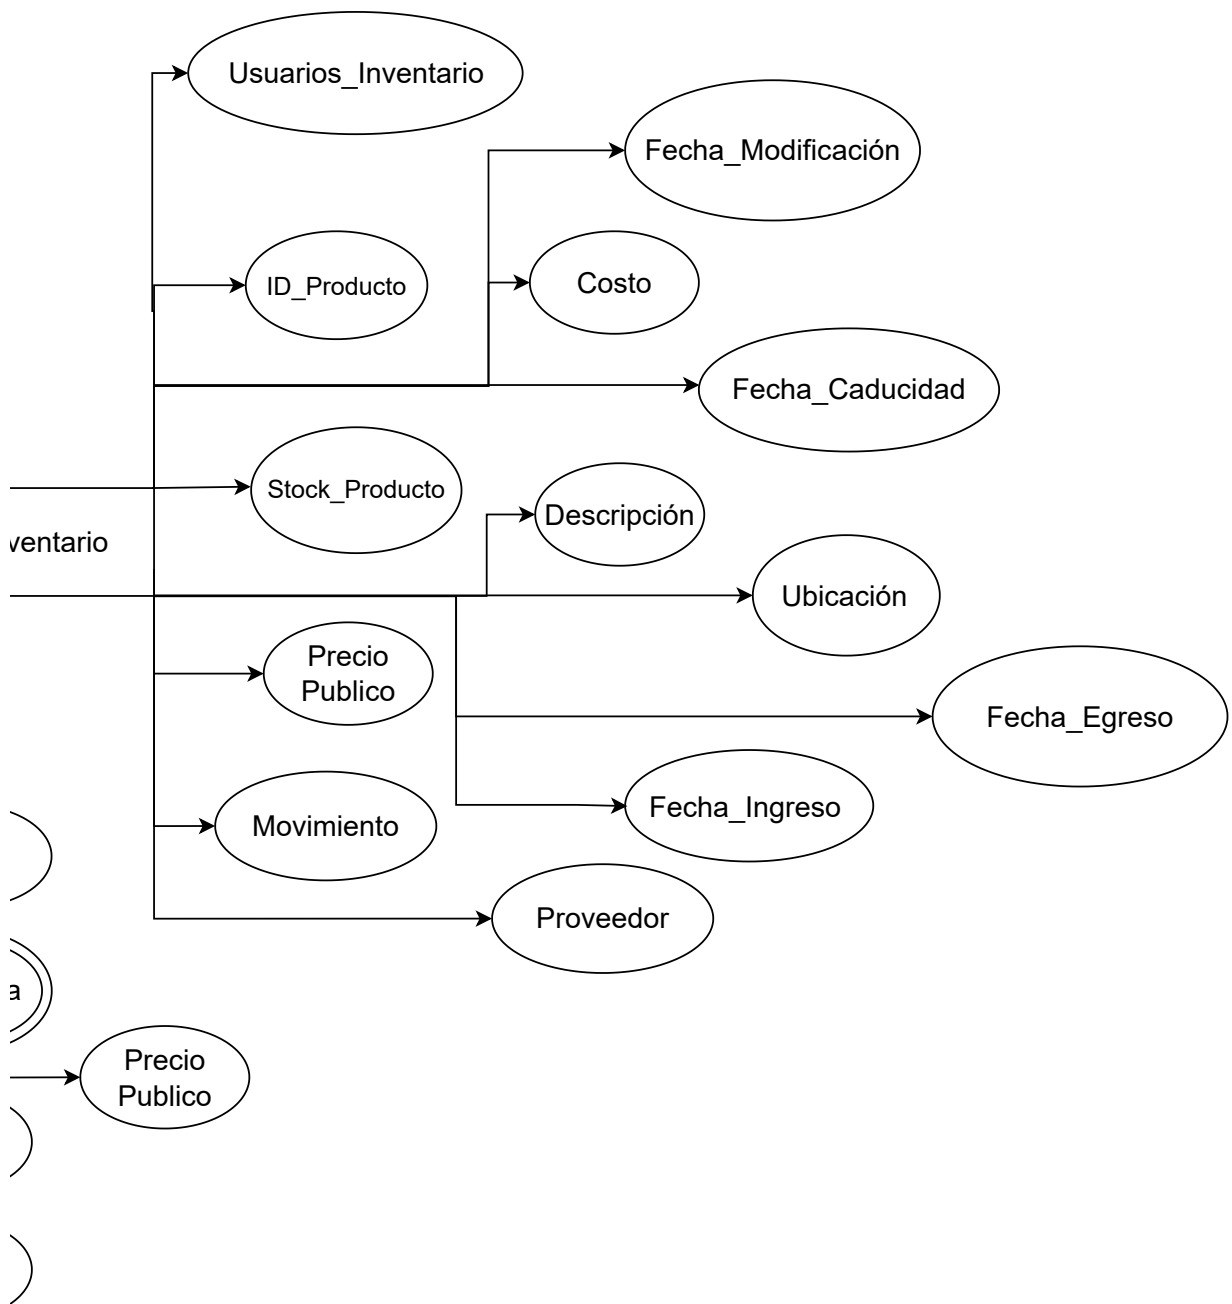 Usuarios_Inventario
Fecha_Modificación
ID_Producto
Costo
Fecha_Caducidad
Stock_Producto
Descripción
ventario
Ubicación
Precio
Publico
Fecha_Egreso
Fecha_Ingreso
Movimiento
Proveedor
a
Precio
Publico